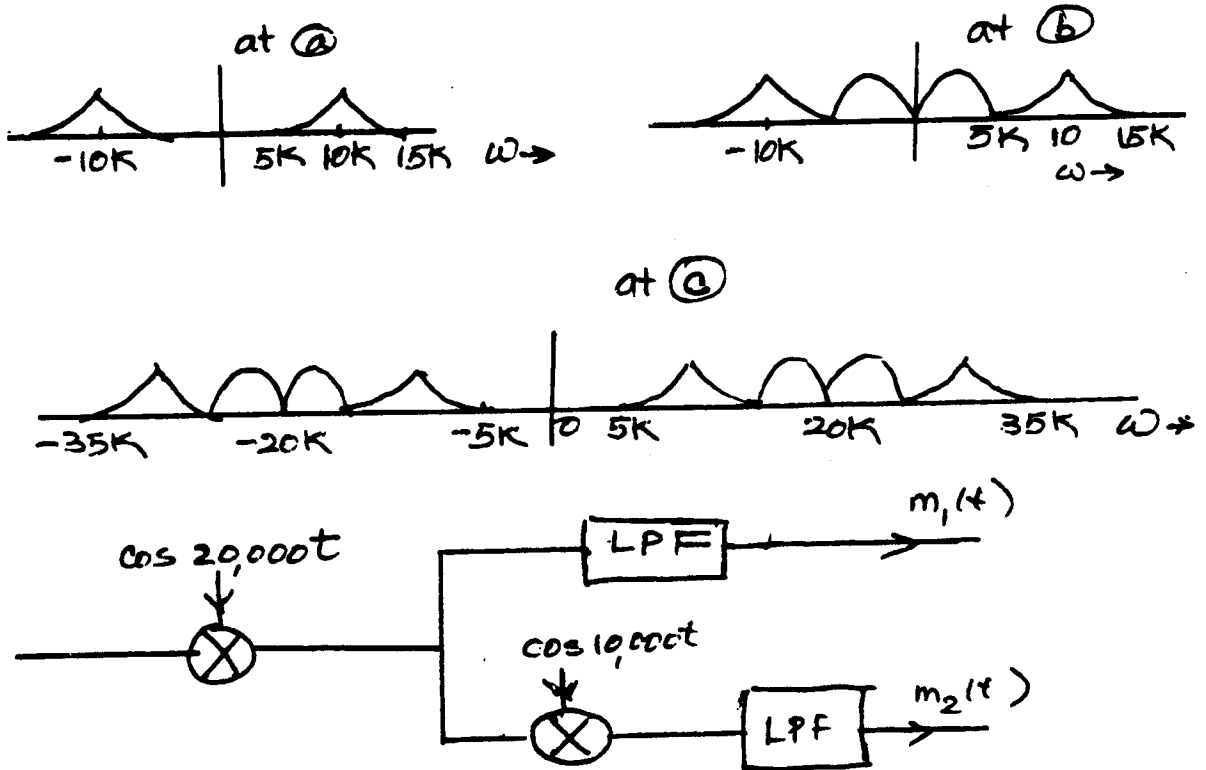 at ⓐ
-10K 5K 10K 15K ω→
at ⓑ
-10K 5K 10 15K
ω→
at ⓒ
-35K -20K -5K 0 5K 20K 35K ω→
cos 20,000t
LPF
m₁(t)
cos 10,000t
LPF
m₂(t)